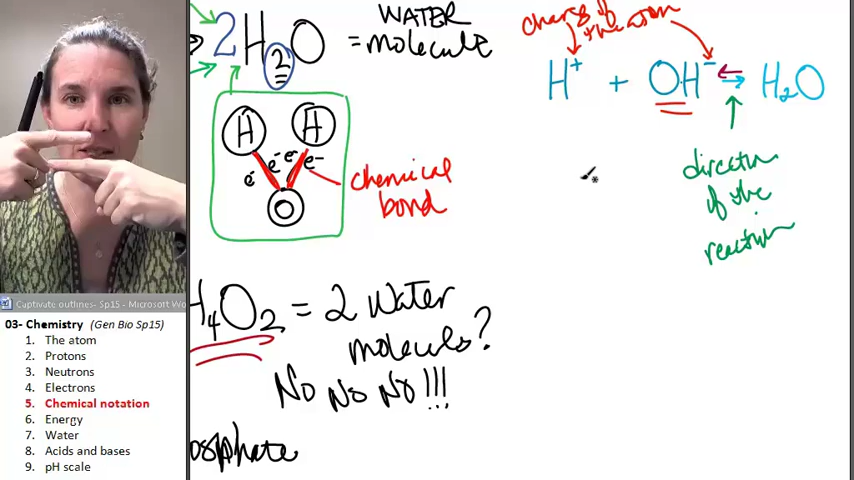 2H2O
WATER
= molecule
H
H
e-
e-
e-
e-
O
chemical
bond
H4O2 = 2 water
molecules?
No No No!!!
osphate
charge of
the atom
H+ + OH- ⇄ H2O
direction
of the
reaction
Captivate outlines- Sp15 - Microsoft Wo
03- Chemistry (Gen Bio Sp15)
1. The atom
2. Protons
3. Neutrons
4. Electrons
5. Chemical notation
6. Energy
7. Water
8. Acids and bases
9. pH scale